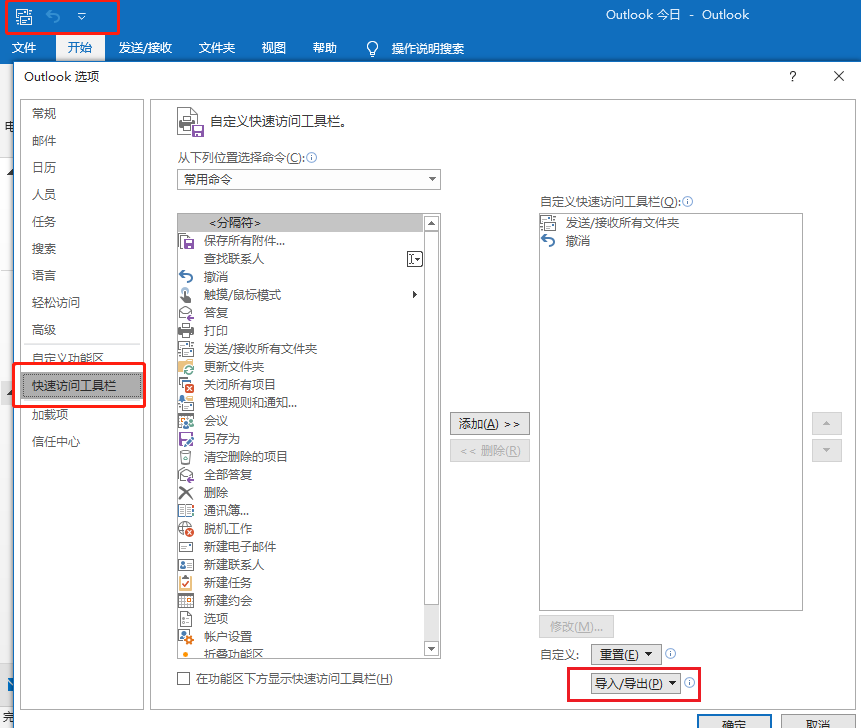 Outlook 今日 - Outlook
文件 开始 发送/接收 文件夹 视图 帮助 操作说明搜索
Outlook 选项 ?
常规
邮件
日历
人员
任务
搜索
语言
轻松访问
高级
自定义功能区
快速访问工具栏
加载项
信任中心
自定义快速访问工具栏。
从下列位置选择命令(C):
常用命令
<分隔符>
保存所有附件...
查找联系人
撤消
触摸/鼠标模式
答复
打印
发送/接收所有文件夹
更新文件夹
关闭所有项目
管理规则和通知...
会议
另存为
清空删除的项目
全部答复
删除
通讯簿...
脱机工作
新建电子邮件
新建联系人
新建任务
新建约会
选项
帐户设置
折叠功能区
在功能区下方显示快速访问工具栏(H)
添加(A) >>
<< 删除(R)
自定义快速访问工具栏(Q):
发送/接收所有文件夹
撤消
修改(M)...
自定义: 重置(E)
导入/导出(P)
确定 取消